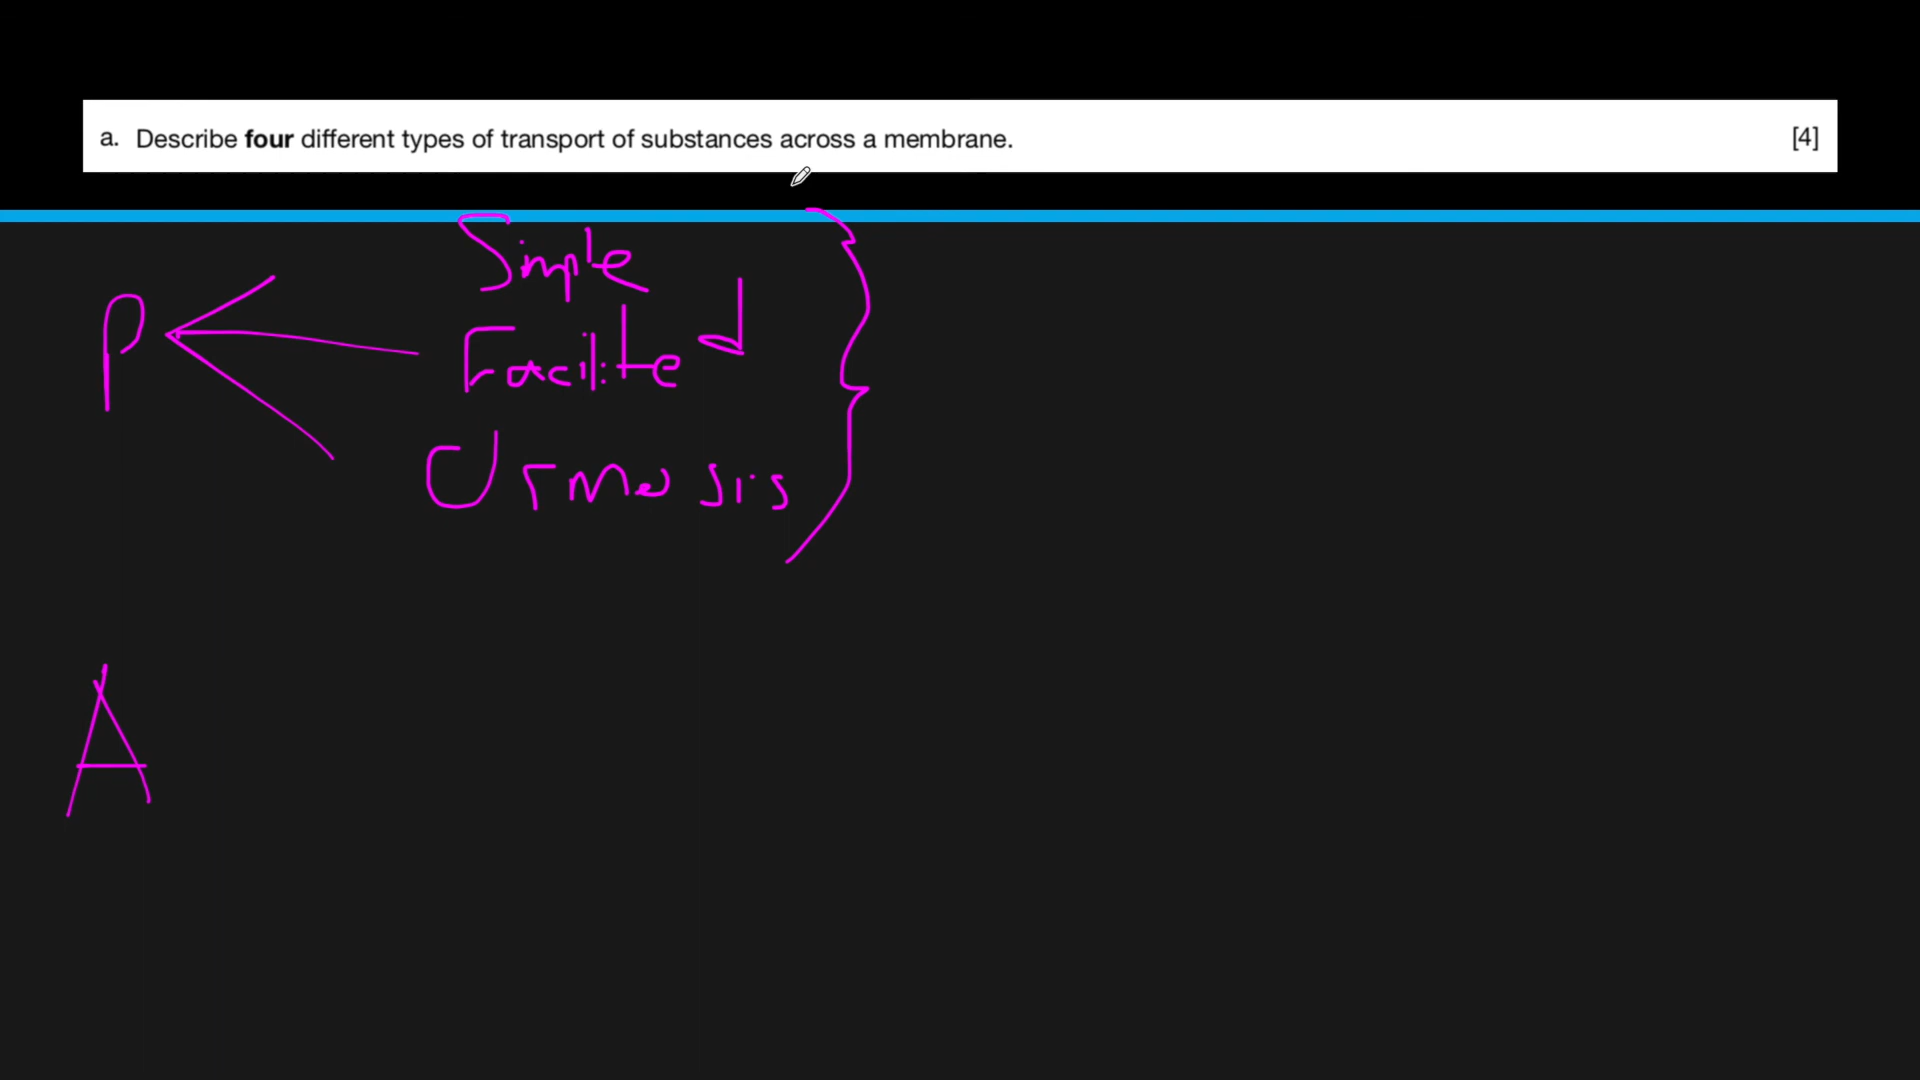 a. Describe four different types of transport of substances across a membrane. [4]
Simple
P
Facilited
Osmosis
A